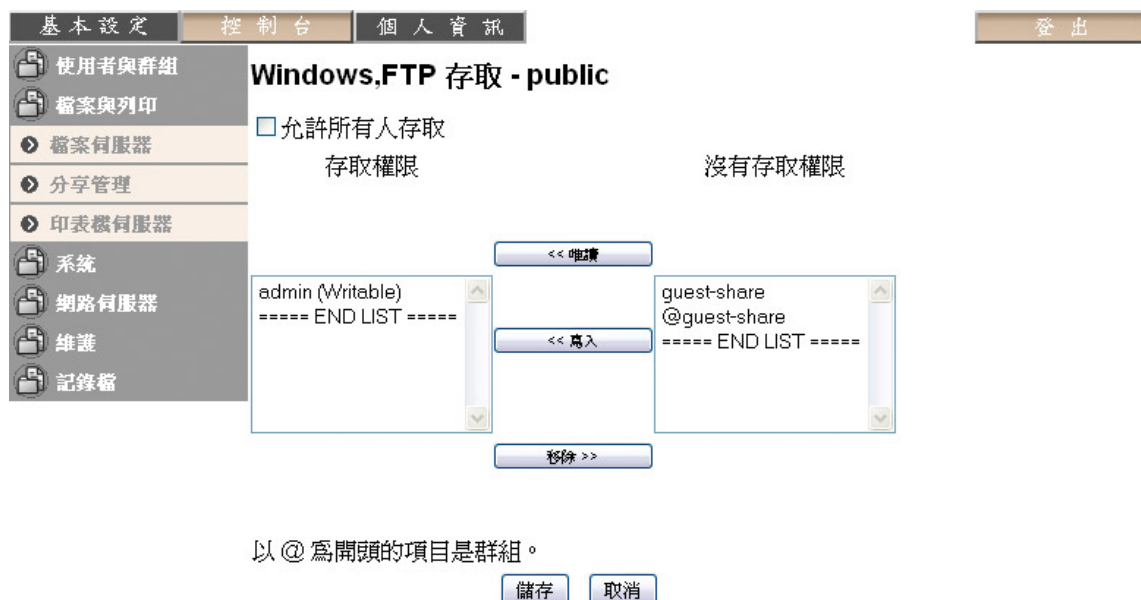 基本設定 控制台 個人資訊 登出
使用者與群組
檔案與列印
檔案伺服器
分享管理
印表機伺服器
系統
網路伺服器
維護
記錄檔
Windows,FTP 存取 - public
允許所有人存取
存取權限 沒有存取權限
<< 唯讀
admin (Writable)
===== END LIST =====
<< 寫入
guest-share
@guest-share
===== END LIST =====
移除 >>
以 @ 為開頭的項目是群組。
儲存 取消